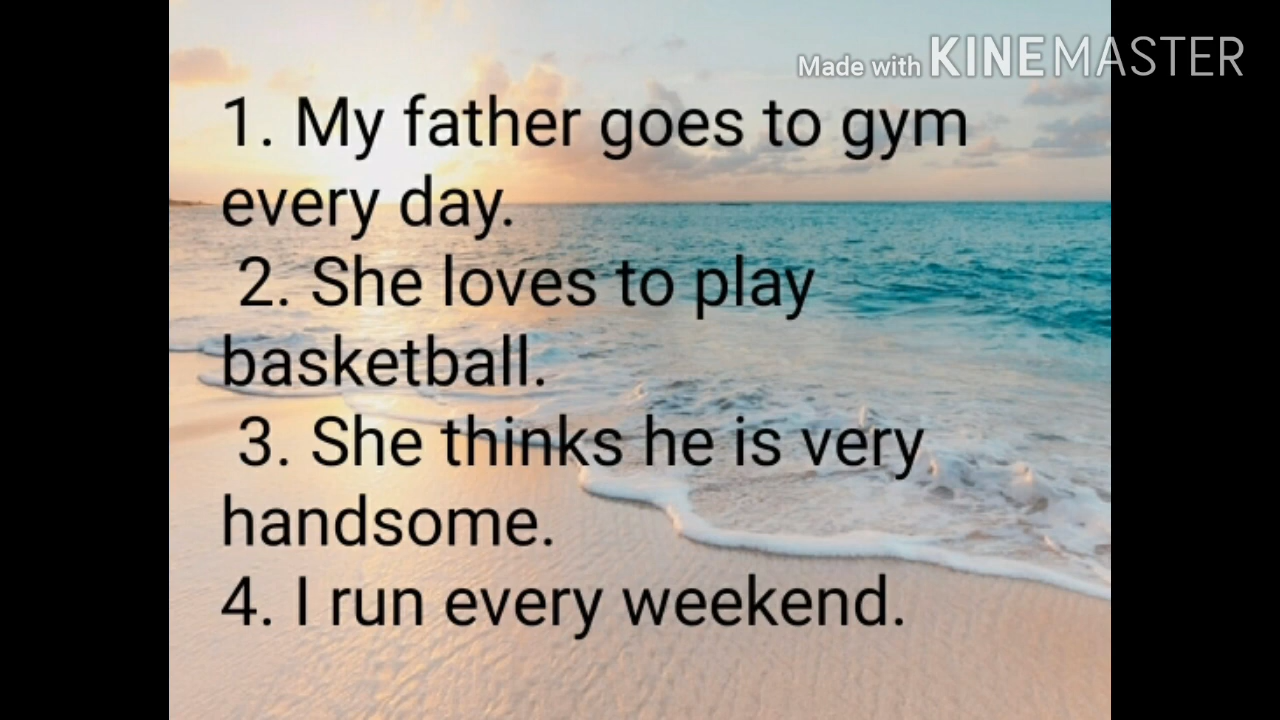 Made with KINEMASTER
1. My father goes to gym
every day.
2. She loves to play
basketball.
3. She thinks he is very
handsome.
4. I run every weekend.